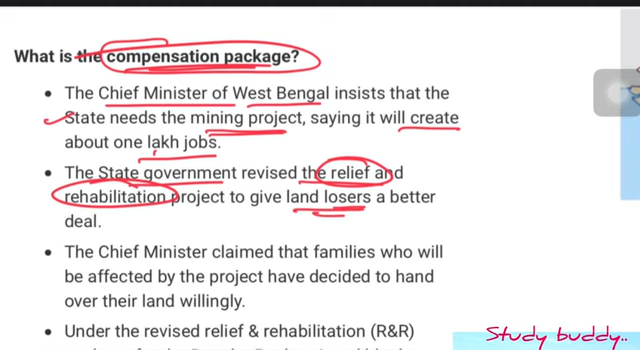 What is the compensation package?
• The Chief Minister of West Bengal insists that the
State needs the mining project, saying it will create
about one lakh jobs.
• The State government revised the relief and
rehabilitation project to give land losers a better
deal.
• The Chief Minister claimed that families who will
be affected by the project have decided to hand
over their land willingly.
• Under the revised relief & rehabilitation (R&R)
Study buddy..